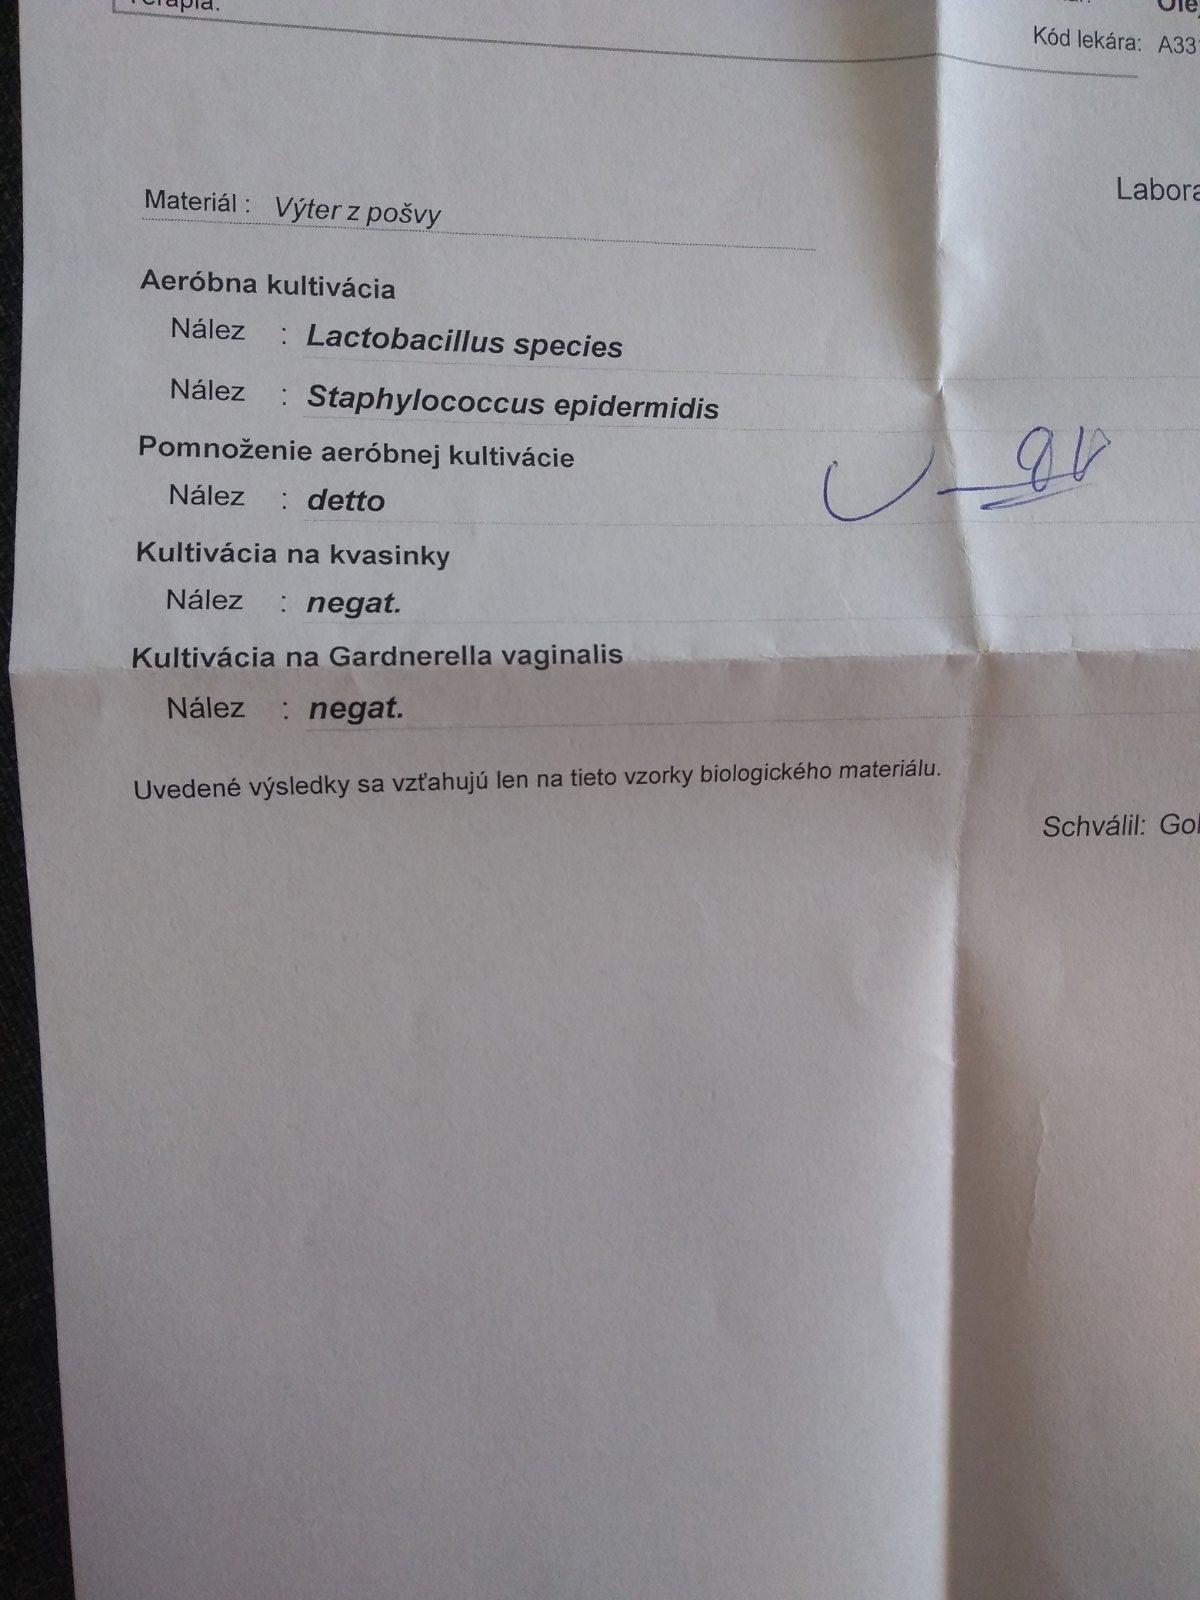 Terapia:
Kód lekára: A33
Labora
Materiál : Výter z pošvy
Aeróbna kultivácia
Nález : Lactobacillus species
Nález : Staphylococcus epidermidis
Pomnoženie aeróbnej kultivácie
Nález : detto
Kultivácia na kvasinky
Nález : negat.
Kultivácia na Gardnerella vaginalis
Nález : negat.
Uvedené výsledky sa vzťahujú len na tieto vzorky biologického materiálu.
Schválil: Gol